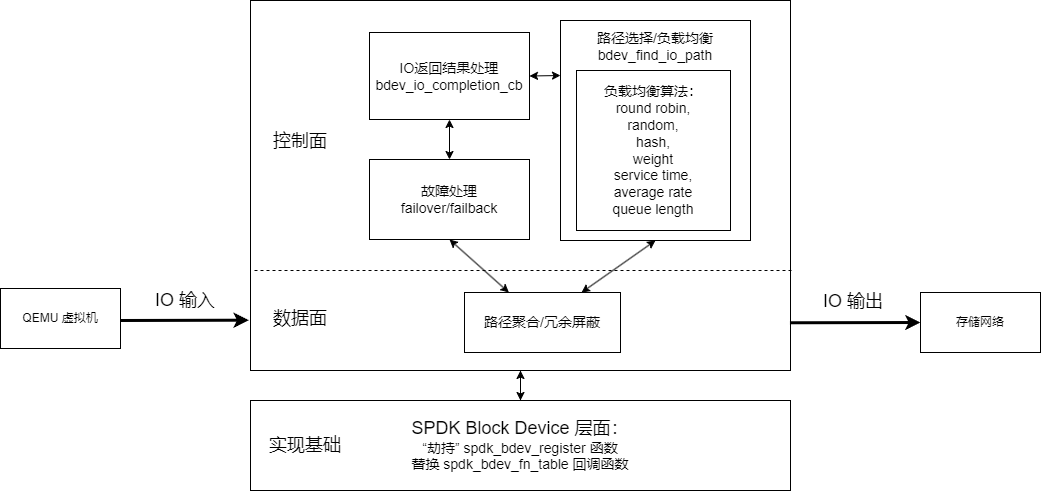 IO返回结果处理
bdev_io_completion_cb
路径选择/负载均衡
bdev_find_io_path
负载均衡算法：
round robin,
random,
hash,
weight
service time,
average rate
queue length
控制面
故障处理
failover/failback
QEMU 虚拟机
IO 输入
数据面
路径聚合/冗余屏蔽
IO 输出
存储网络
实现基础
SPDK Block Device 层面：
“劫持” spdk_bdev_register 函数
替换 spdk_bdev_fn_table 回调函数